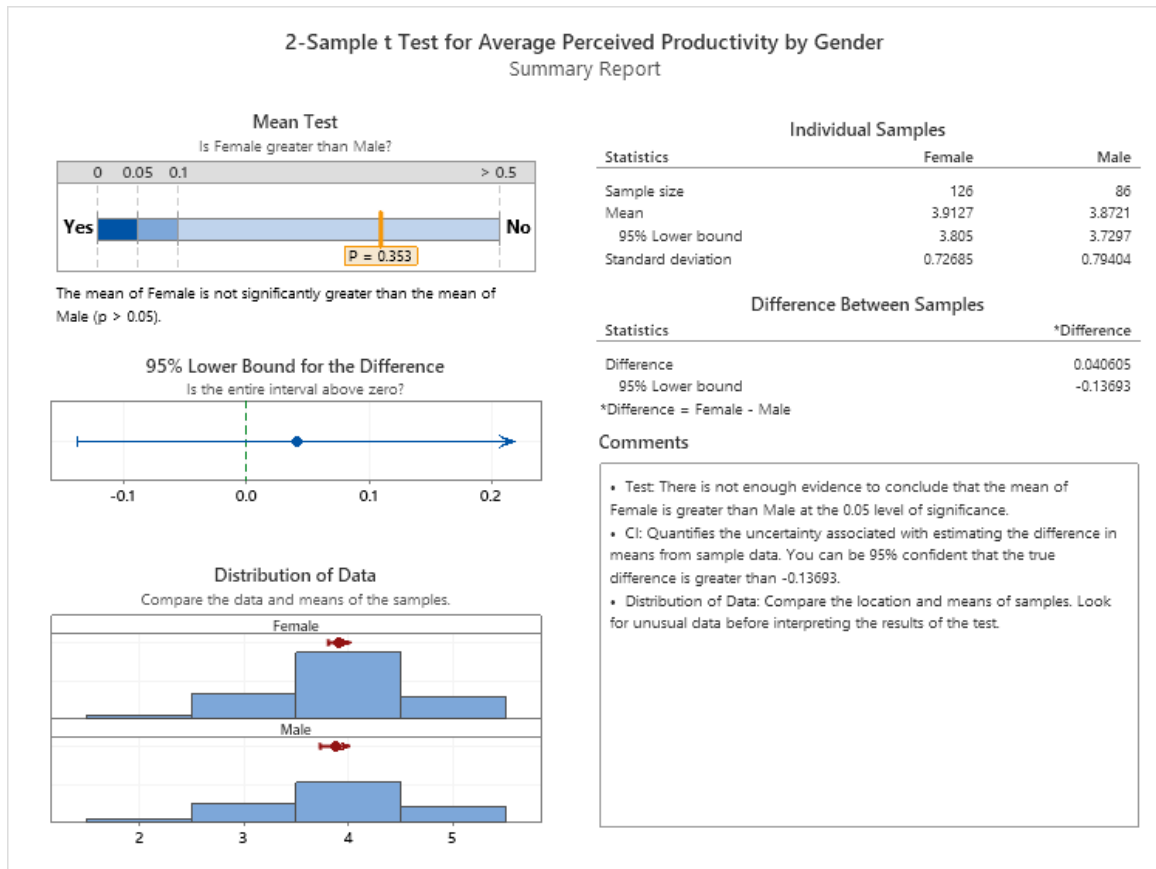 2-Sample t Test for Average Perceived Productivity by Gender
Summary Report
Mean Test
Is Female greater than Male?
0 0.05 0.1 > 0.5
Yes No
P = 0.353
The mean of Female is not significantly greater than the mean of
Male (p > 0.05).
95% Lower Bound for the Difference
Is the entire interval above zero?
-0.1 0.0 0.1 0.2
Distribution of Data
Compare the data and means of the samples.
Female
Male
2 3 4 5
Individual Samples
Statistics Female Male
Sample size 126 86
Mean 3.9127 3.8721
95% Lower bound 3.805 3.7297
Standard deviation 0.72685 0.79404
Difference Between Samples
Statistics *Difference
Difference 0.040605
95% Lower bound -0.13693
*Difference = Female - Male
Comments
• Test: There is not enough evidence to conclude that the mean of
Female is greater than Male at the 0.05 level of significance.
• CI: Quantifies the uncertainty associated with estimating the difference in
means from sample data. You can be 95% confident that the true
difference is greater than -0.13693.
• Distribution of Data: Compare the location and means of samples. Look
for unusual data before interpreting the results of the test.